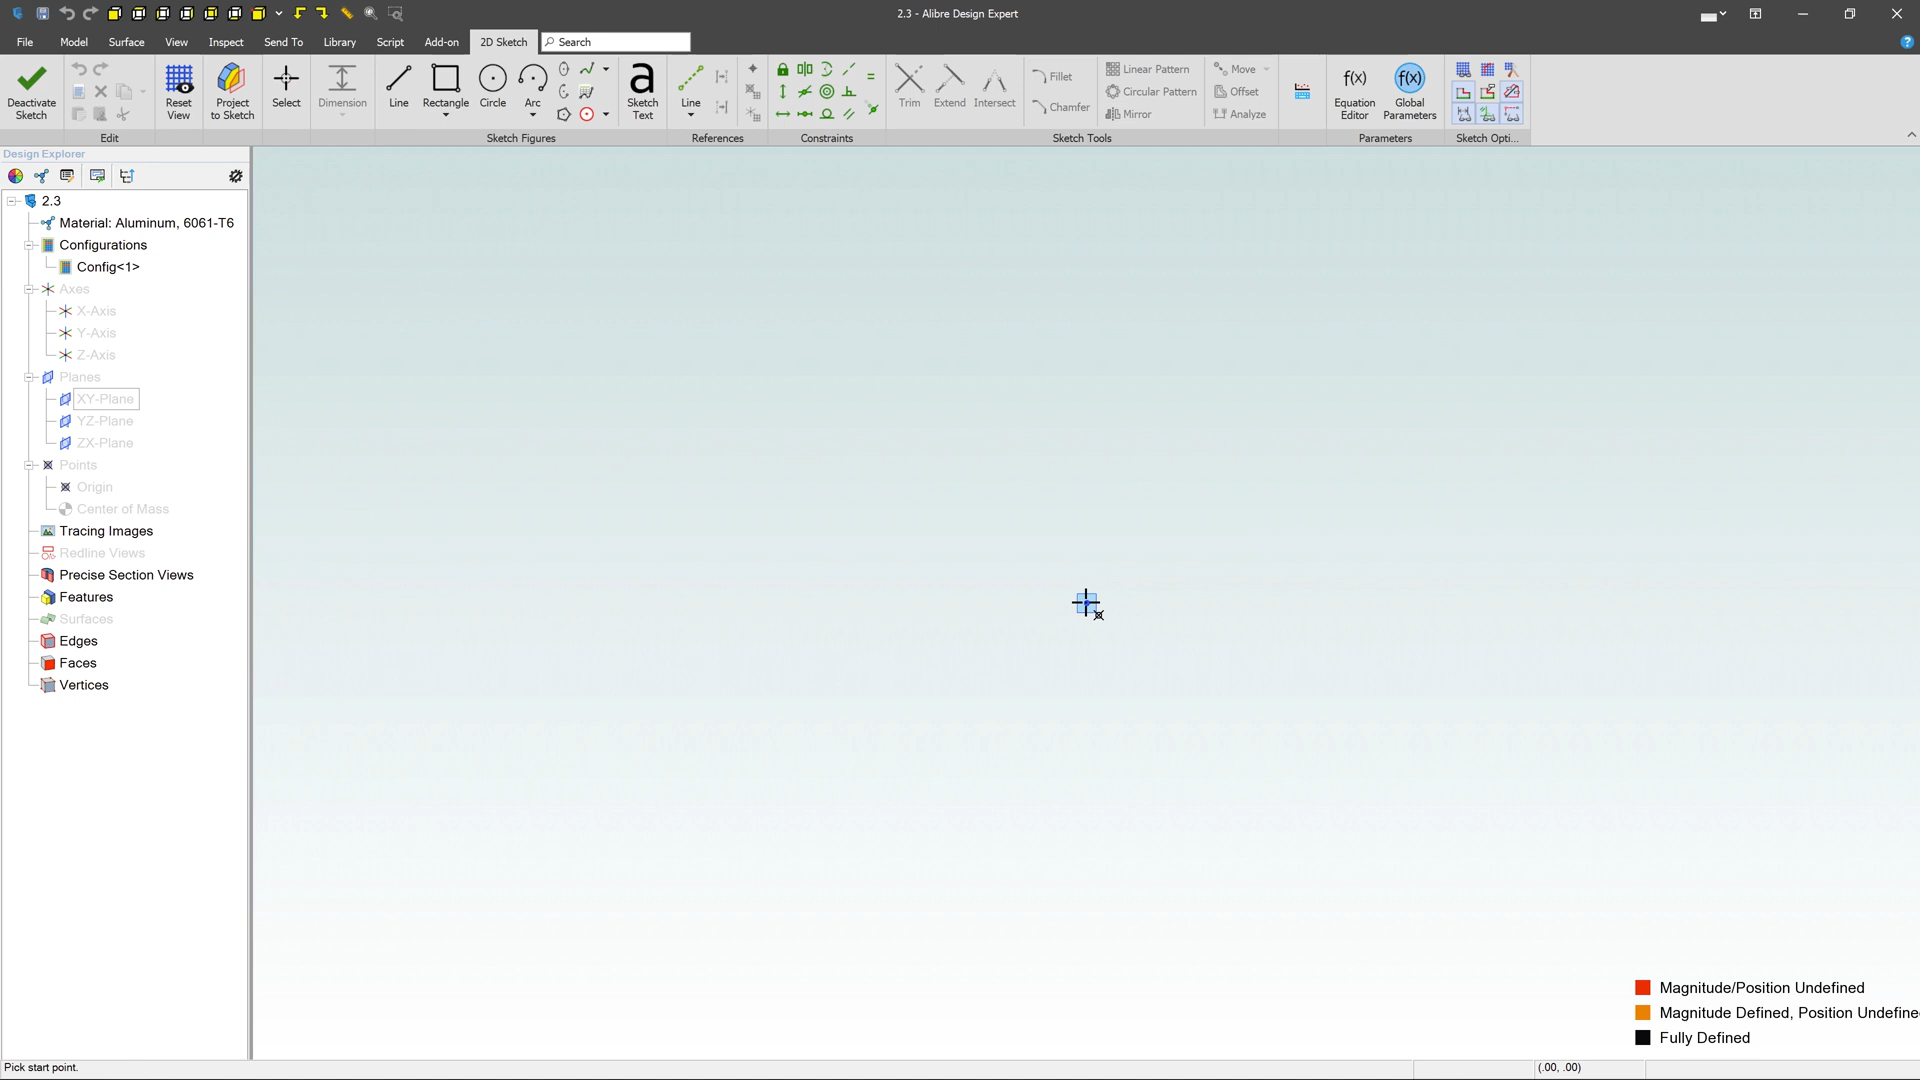 2.3 - Alibre Design Expert
File Model Surface View Inspect Send To Library Script Add-on 2D Sketch Search
Deactivate Sketch
Reset View
Project to Sketch
Select
Dimension
Line
Rectangle
Circle
Arc
Sketch Text
Line
Trim
Extend
Intersect
Fillet
Chamfer
Linear Pattern
Circular Pattern
Mirror
Move
Offset
Analyze
Equation Editor
Global Parameters
Edit
Sketch Figures
References
Constraints
Sketch Tools
Parameters
Sketch Opti...
Design Explorer
2.3
Material: Aluminum, 6061-T6
Configurations
Config<1>
Axes
X-Axis
Y-Axis
Z-Axis
Planes
XY-Plane
YZ-Plane
ZX-Plane
Points
Origin
Center of Mass
Tracing Images
Redline Views
Precise Section Views
Features
Surfaces
Edges
Faces
Vertices
Magnitude/Position Undefined
Magnitude Defined, Position Undefine
Fully Defined
Pick start point.
(.00, .00)